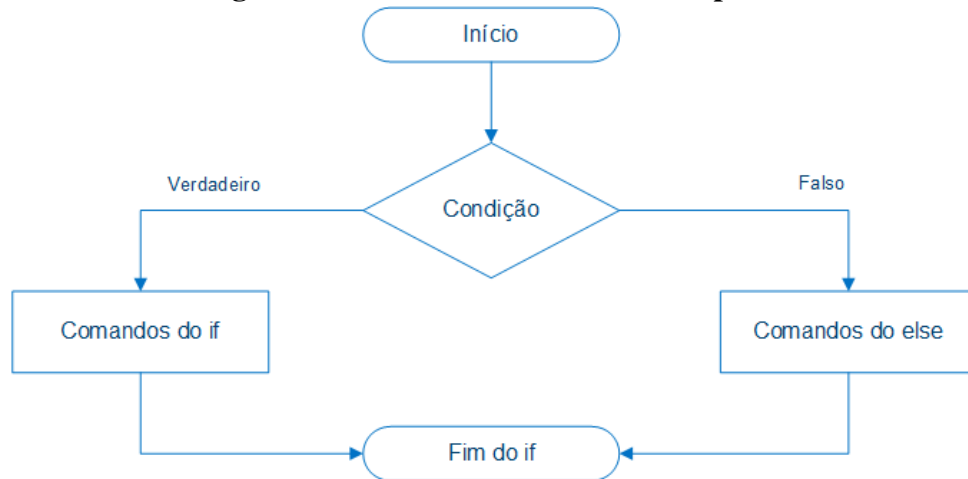 Início
Verdadeiro
Falso
Condição
Comandos do if
Comandos do else
Fim do if